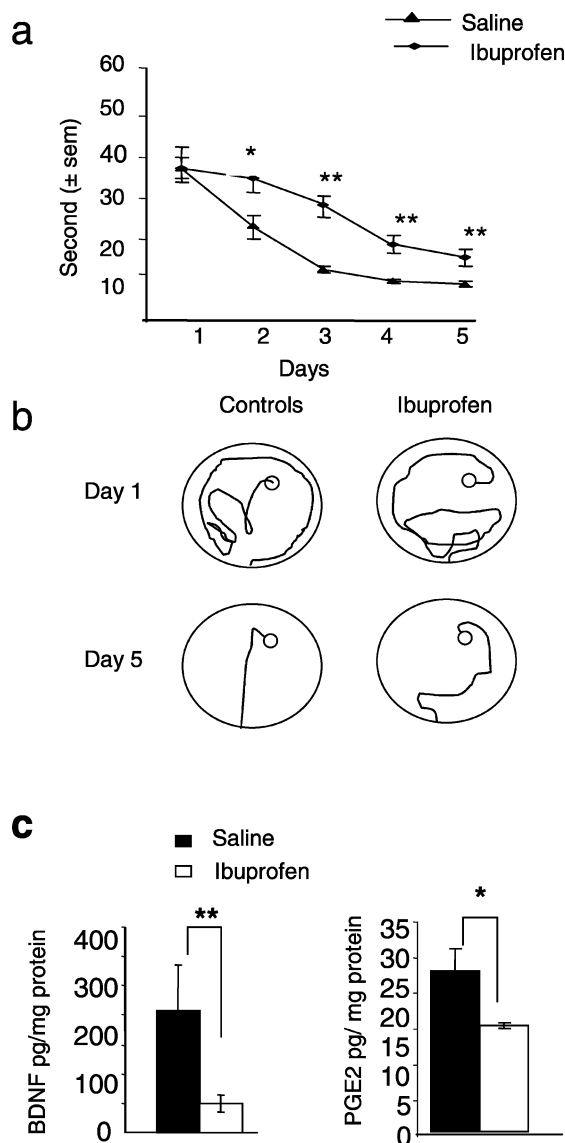 a
Saline
Ibuprofen
Second (± sem)
60
50
40
30
20
10
*
**
**
**
1 2 3 4 5
Days
b
Controls Ibuprofen
Day 1
Day 5
c
Saline
Ibuprofen
BDNF pg/mg protein
400
300
200
100
0
**
PGE2 pg/ mg protein
35
30
25
20
15
10
5
0
*